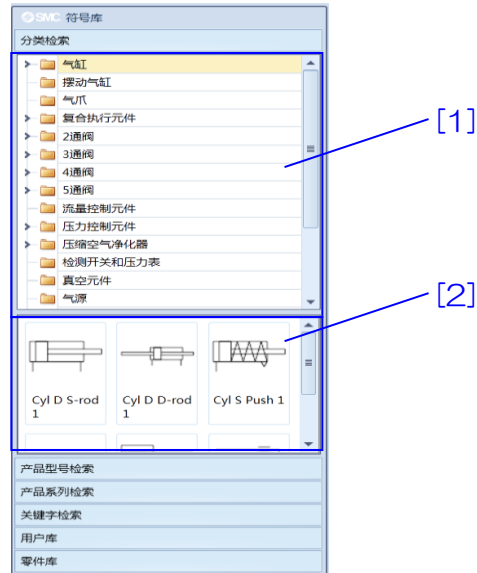 SMC 符号库
分类检索
气缸
摆动气缸
气爪
复合执行元件
2通阀
3通阀
4通阀
5通阀
流量控制元件
压力控制元件
压缩空气净化器
检测开关和压力表
真空元件
气源
[1]
[2]
Cyl D S-rod 1
Cyl D D-rod 1
Cyl S Push 1
产品型号检索
产品系列检索
关键字检索
用户库
零件库